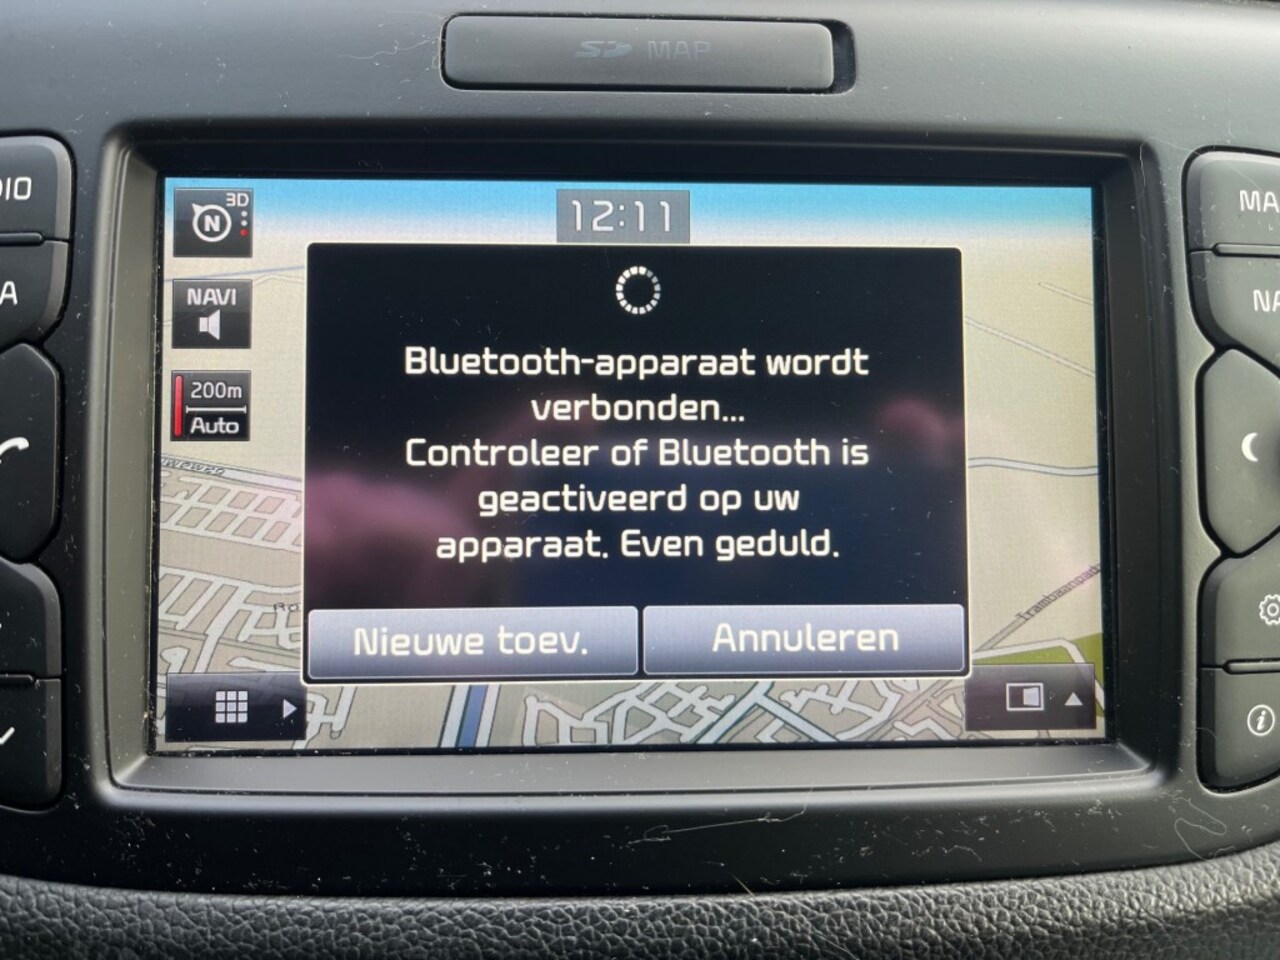 SD MAP
3D
N
12:11
NAVI
200m
Auto
Bluetooth-apparaat wordt
verbonden...
Controleer of Bluetooth is
geactiveerd op uw
apparaat. Even geduld.
Nieuwe toev.
Annuleren
Trambaanpad